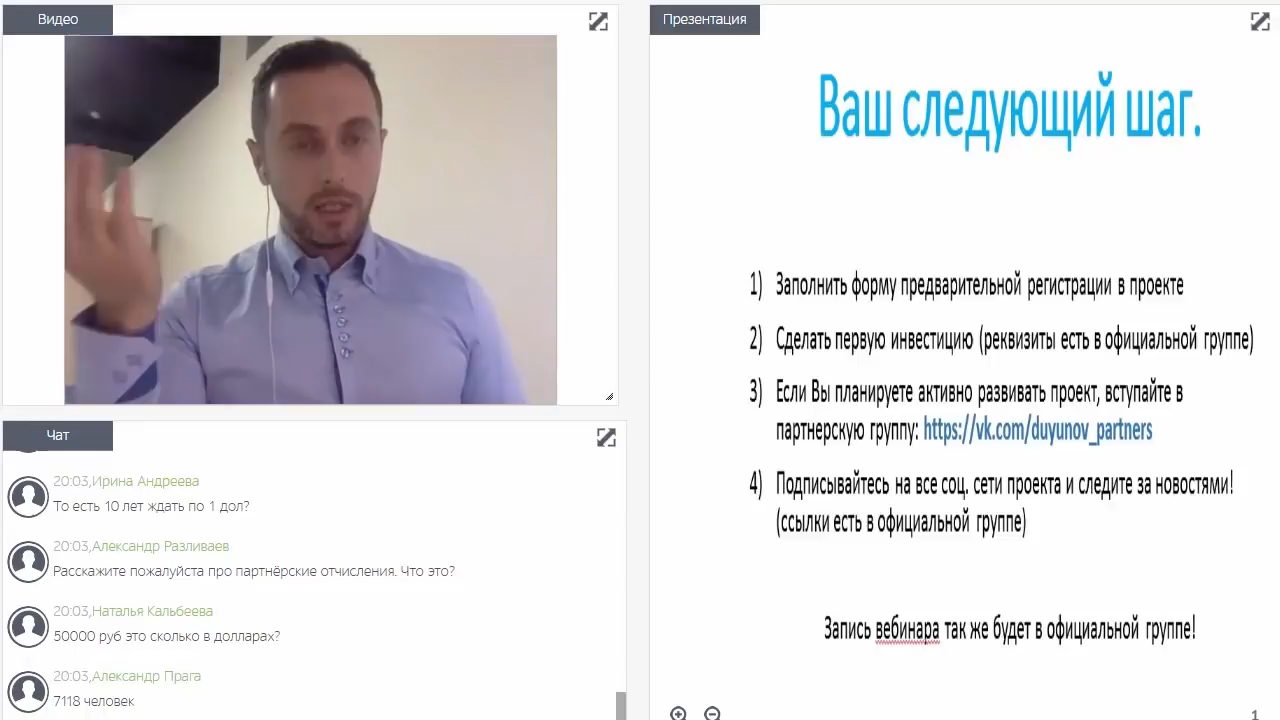 Видео
Чат
20:03,Ирина Андреева
То есть 10 лет ждать по 1 дол?
20:03,Александр Разливаев
Расскажите пожалуйста про партнёрские отчисления. Что это?
20:03,Наталья Кальбеева
50000 руб это сколько в долларах?
20:03,Александр Прага
7118 человек
Презентация
Ваш следующий шаг.
1) Заполнить форму предварительной регистрации в проекте
2) Сделать первую инвестицию (реквизиты есть в официальной группе)
3) Если Вы планируете активно развивать проект, вступайте в
партнерскую группу: https://vk.com/duyunov_partners
4) Подписывайтесь на все соц. сети проекта и следите за новостями!
(ссылки есть в официальной группе)
Запись вебинара так же будет в официальной группе!
1